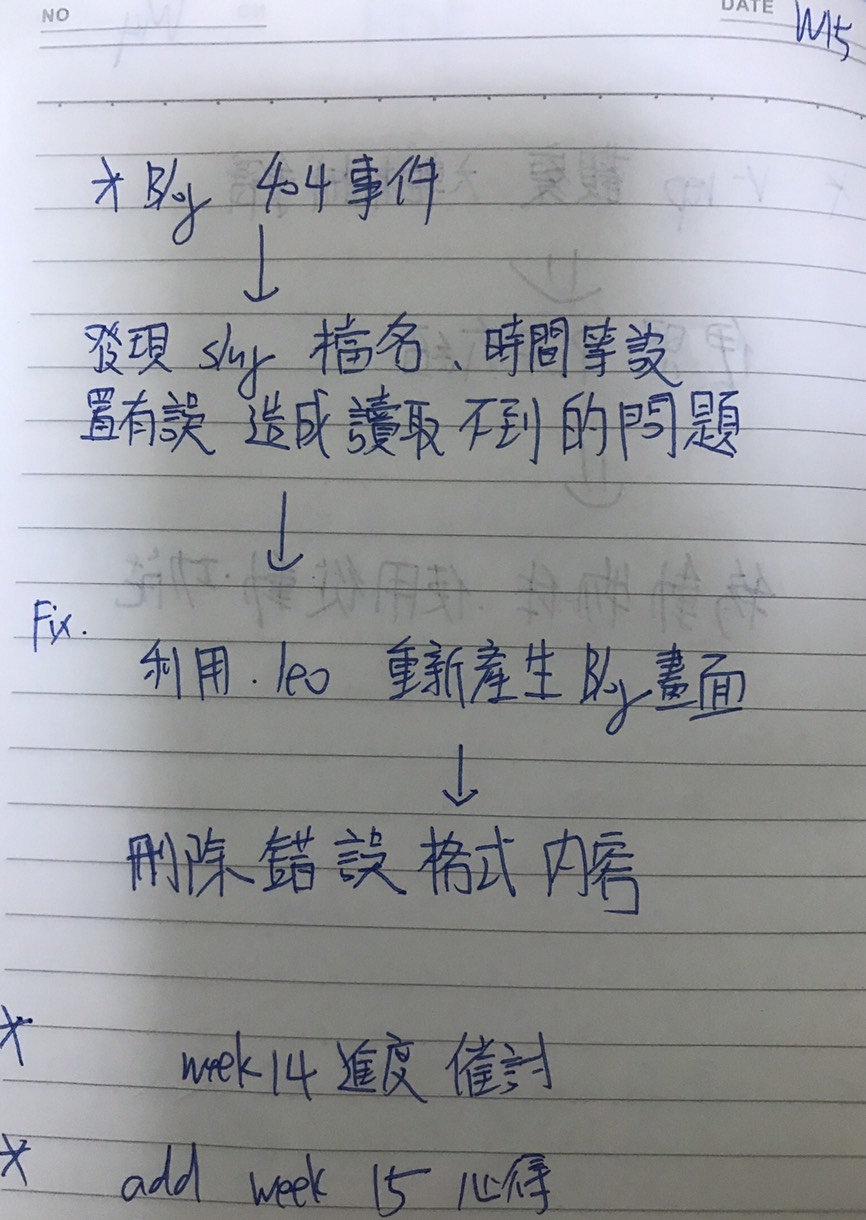 NO
DATE
W15
* Blog 404事件
↓
發現 slug 檔名、時間等設
置有誤 造成讀取不到的問題
↓
Fix.
利用 .leo 重新產生 Blog 畫面
↓
刪除錯誤格式內容
* week 14 進度催討
* add week 15 心得